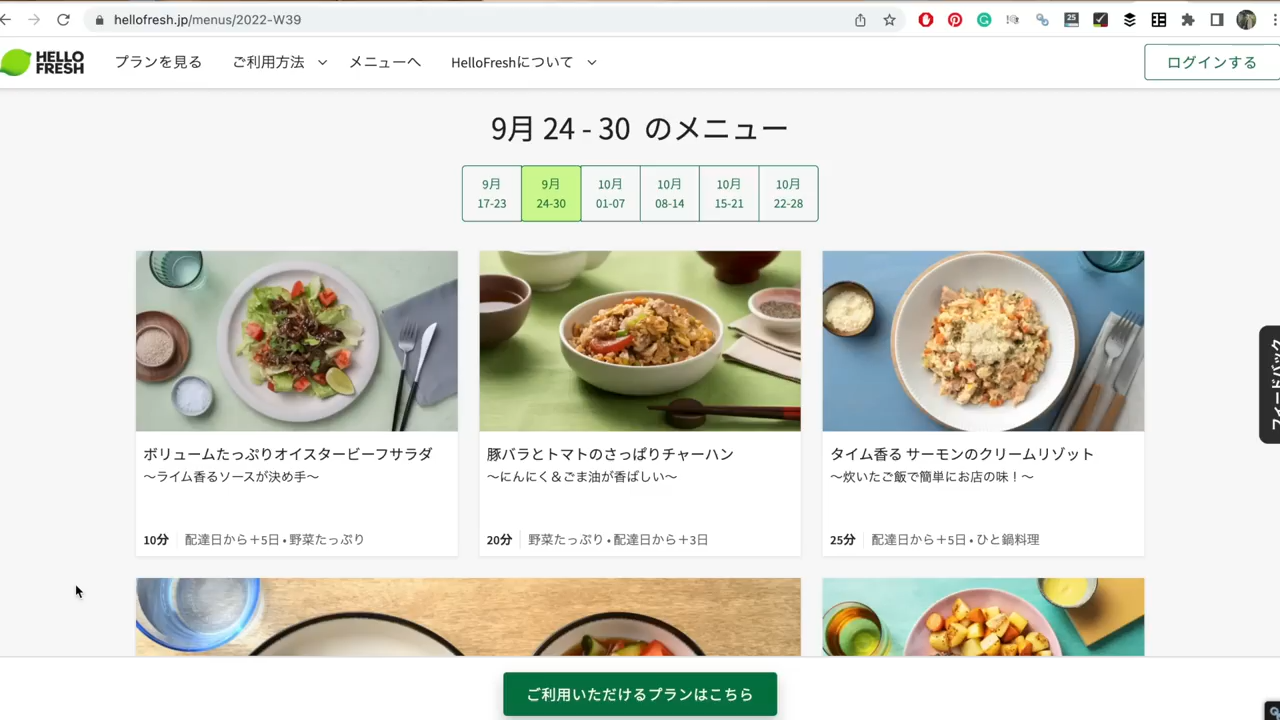 hellofresh.jp/menus/2022-W39
25
HELLO
FRESH
プランを見る
ご利用方法
メニューへ
HelloFreshについて
ログインする
9月 24 - 30 のメニュー
9月
17-23
9月
24-30
10月
01-07
10月
08-14
10月
15-21
10月
22-28
フィードバック
ボリュームたっぷりオイスタービーフサラダ
〜ライム香るソースが決め手〜
10分
配達日から＋5日 • 野菜たっぷり
豚バラとトマトのさっぱりチャーハン
〜にんにく＆ごま油が香ばしい〜
20分
野菜たっぷり • 配達日から＋3日
タイム香る サーモンのクリームリゾット
〜炊いたご飯で簡単にお店の味！〜
25分
配達日から＋5日 • ひと鍋料理
ご利用いただけるプランはこちら